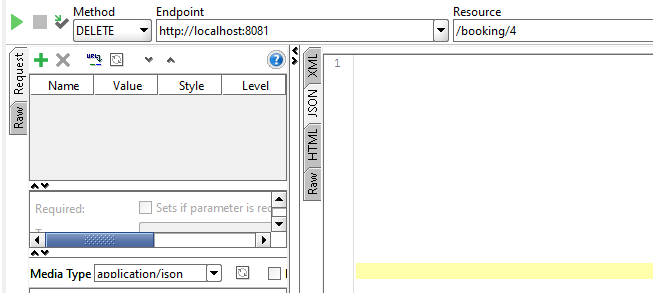 Method Endpoint Resource
DELETE http://localhost:8081 /booking/4
Request
Raw
Name Value Style Level
Required: Sets if parameter is req
Media Type application/json
XML
JSON
HTML
Raw
1